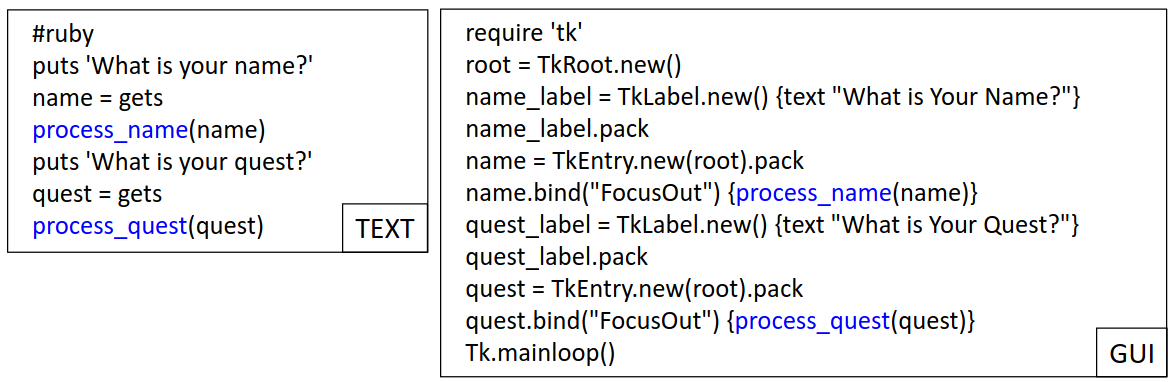 #ruby
puts 'What is your name?'
name = gets
process_name(name)
puts 'What is your quest?'
quest = gets
process_quest(quest)
TEXT
require 'tk'
root = TkRoot.new()
name_label = TkLabel.new() {text "What is Your Name?"}
name_label.pack
name = TkEntry.new(root).pack
name.bind("FocusOut") {process_name(name)}
quest_label = TkLabel.new() {text "What is Your Quest?"}
quest_label.pack
quest = TkEntry.new(root).pack
quest.bind("FocusOut") {process_quest(quest)}
Tk.mainloop()
GUI